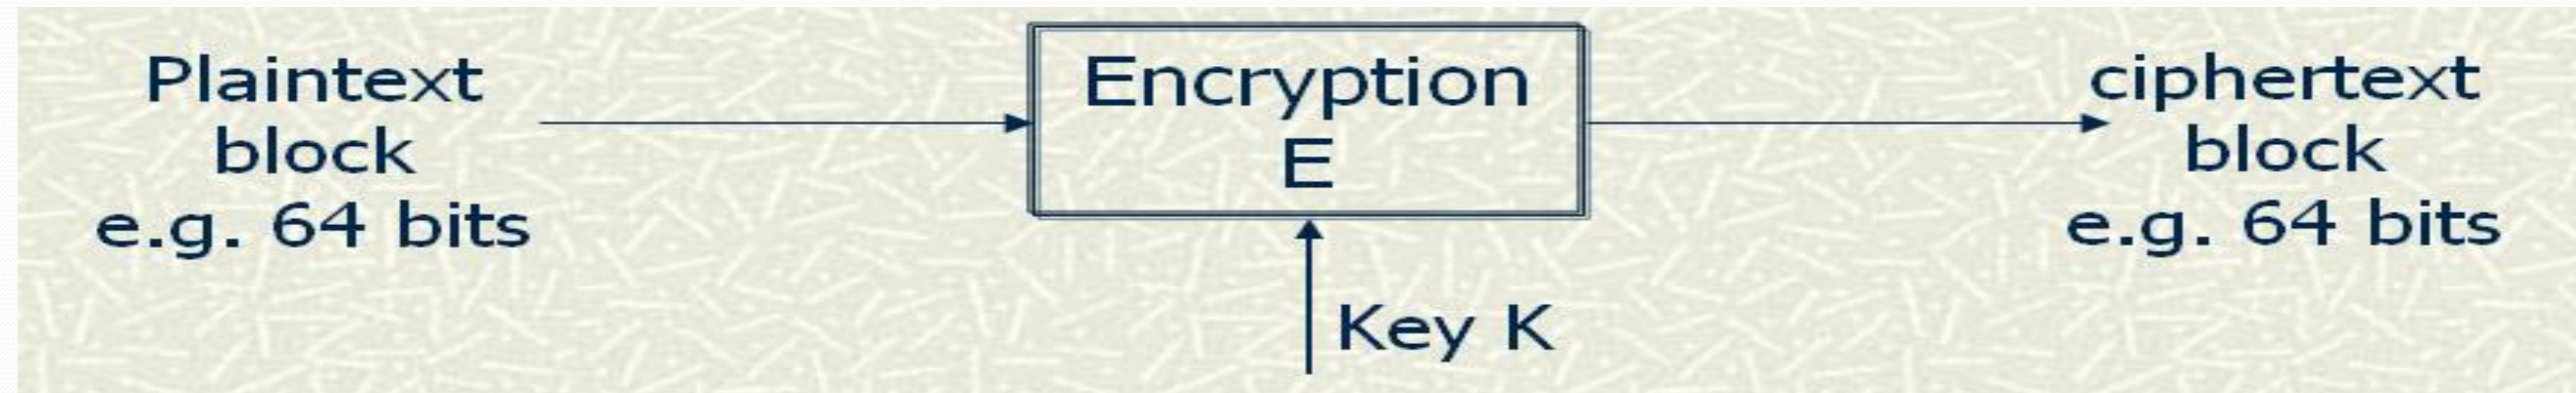 Plaintext
block
e.g. 64 bits
Encryption
E
Key K
ciphertext
block
e.g. 64 bits